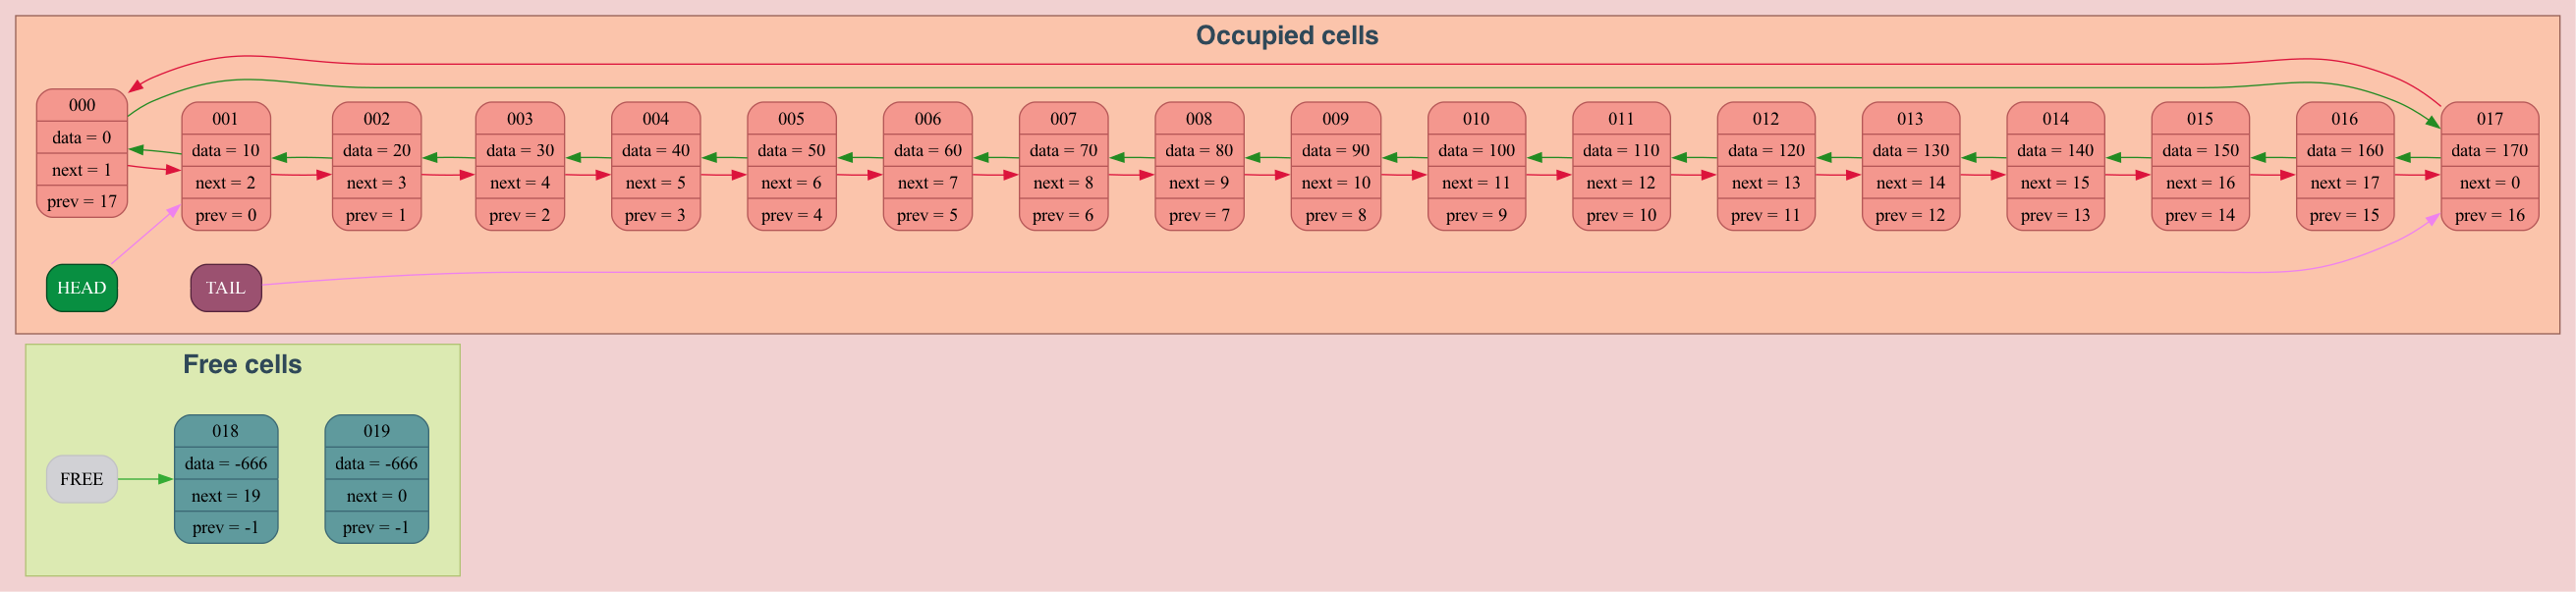 Occupied cells
000
data = 0
next = 1
prev = 17
001
data = 10
next = 2
prev = 0
002
data = 20
next = 3
prev = 1
003
data = 30
next = 4
prev = 2
004
data = 40
next = 5
prev = 3
005
data = 50
next = 6
prev = 4
006
data = 60
next = 7
prev = 5
007
data = 70
next = 8
prev = 6
008
data = 80
next = 9
prev = 7
009
data = 90
next = 10
prev = 8
010
data = 100
next = 11
prev = 9
011
data = 110
next = 12
prev = 10
012
data = 120
next = 13
prev = 11
013
data = 130
next = 14
prev = 12
014
data = 140
next = 15
prev = 13
015
data = 150
next = 16
prev = 14
016
data = 160
next = 17
prev = 15
017
data = 170
next = 0
prev = 16
HEAD
TAIL
Free cells
FREE
018
data = -666
next = 19
prev = -1
019
data = -666
next = 0
prev = -1